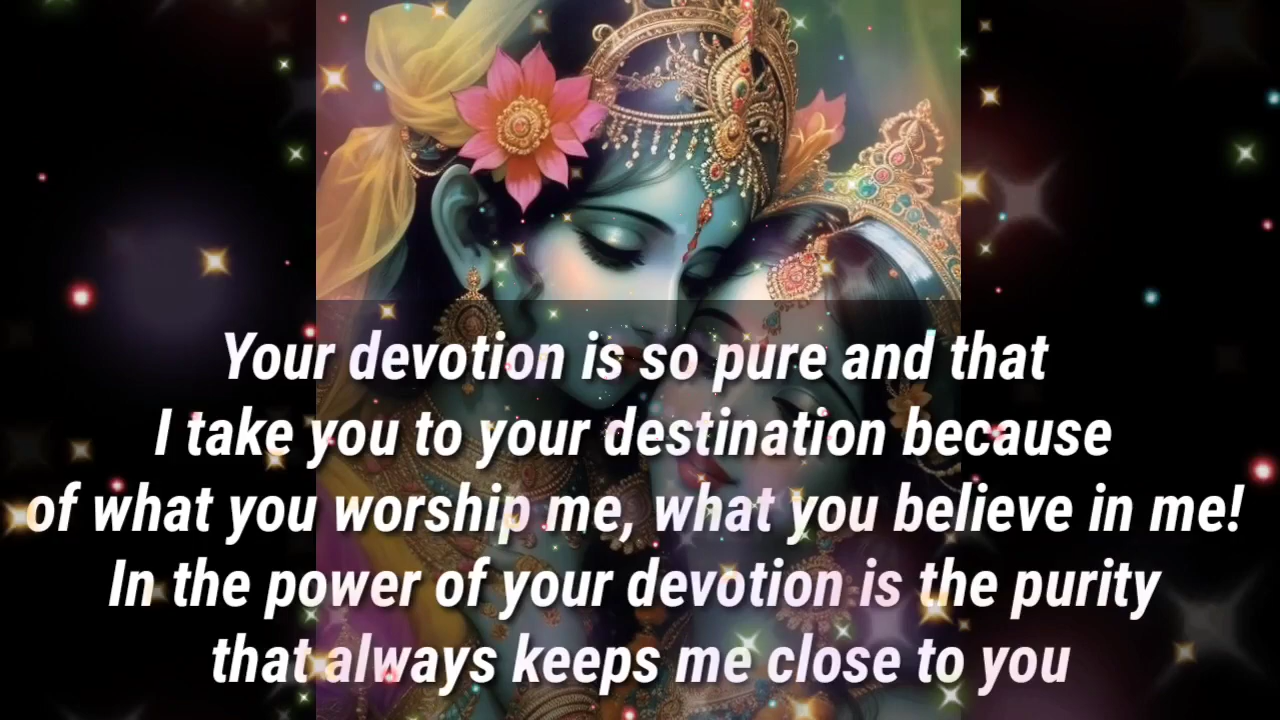 Your devotion is so pure and that
I take you to your destination because
of what you worship me, what you believe in me!
In the power of your devotion is the purity
that always keeps me close to you